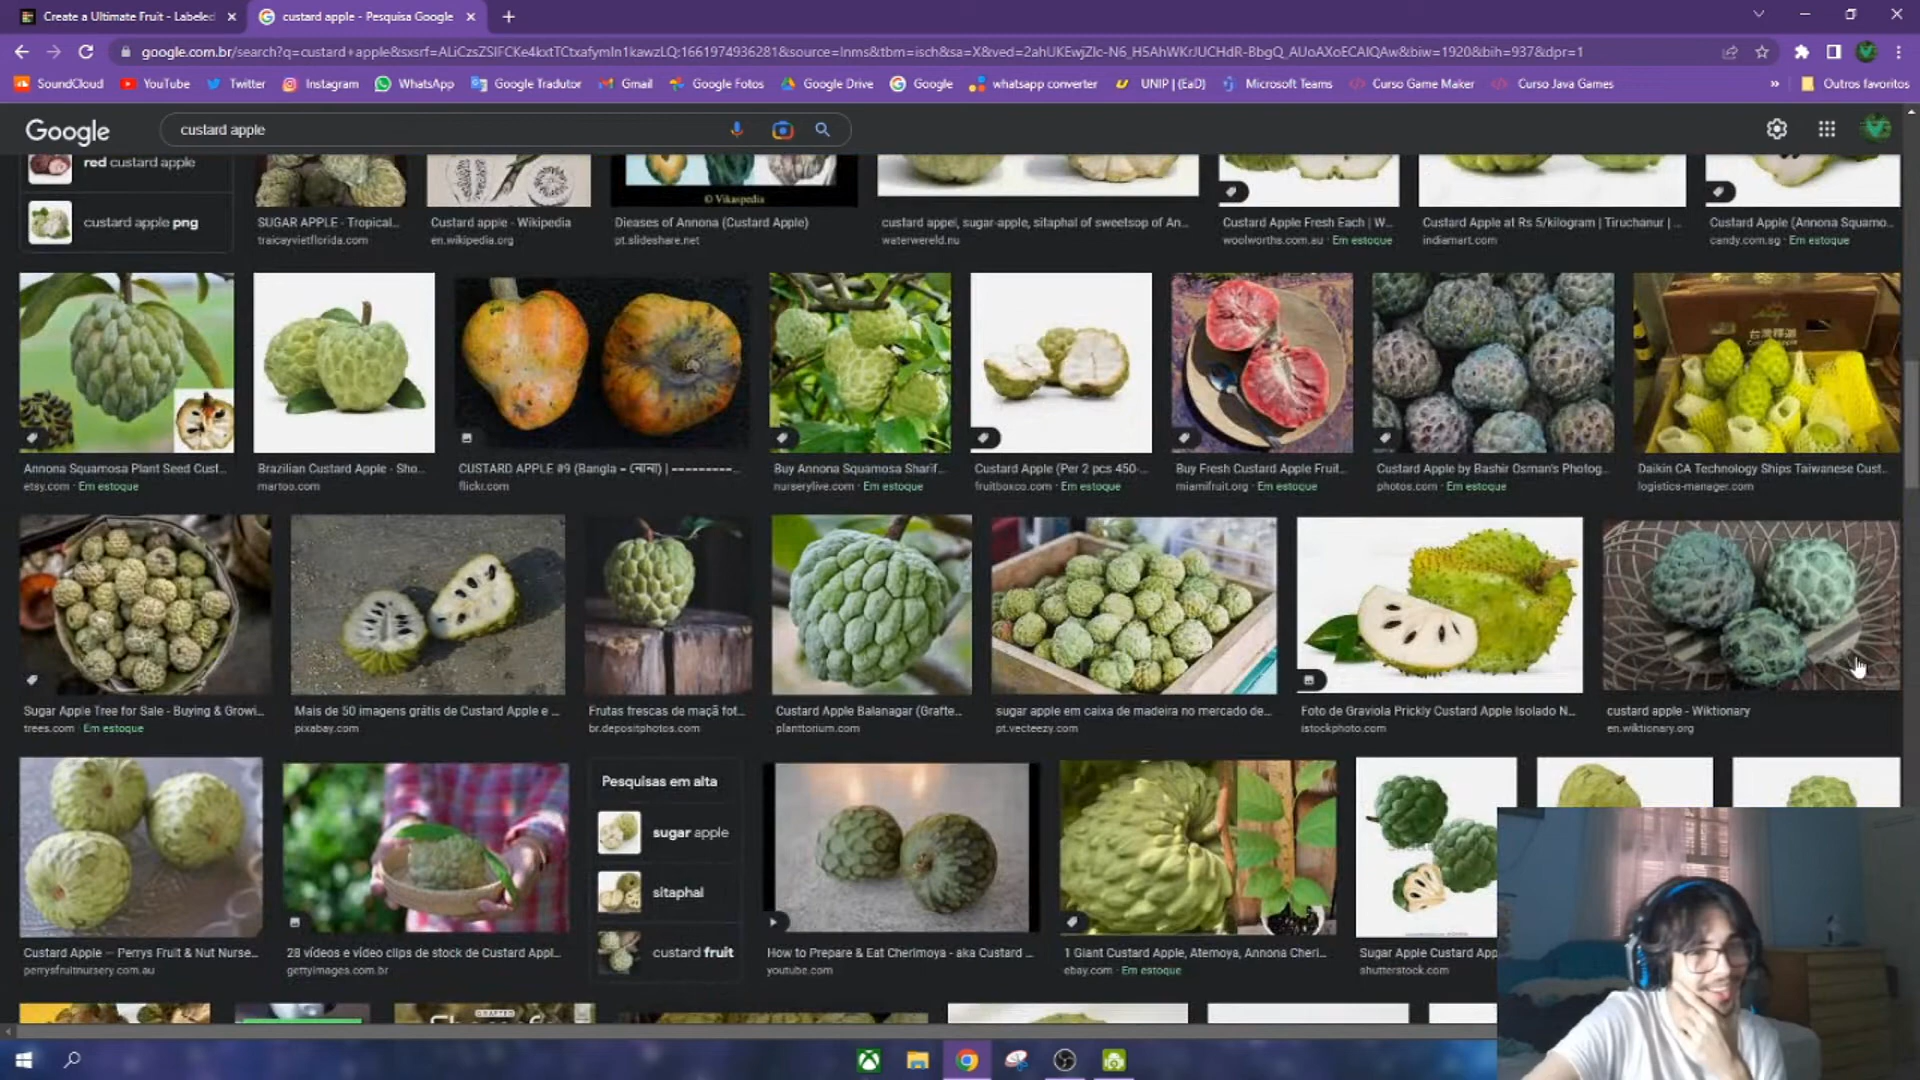 Create a Ultimate Fruit - Labeled
custard apple - Pesquisa Google
google.com.br/search?q=custard+apple&sxsrf=ALiCzsZSIFCKe4kxtTCtxafymIn1kawzLQ:1661974936281&source=lnms&tbm=isch&sa=X&ved=2ahUKEwjZlc-N6_H5AhWKrJUCHdR-BbgQ_AUoAXoECAIQAw&biw=1920&bih=937&dpr=1
SoundCloud YouTube Twitter Instagram WhatsApp Google Tradutor Gmail Google Fotos Google Drive Google whatsapp converter UNIP | (EaD) Microsoft Teams Curso Game Maker Curso Java Games » Outros favoritos
Google custard apple
red custard apple
custard apple png
© Vikaspedia
SUGAR APPLE - Tropical...
traicayvietflorida.com
Custard apple - Wikipedia
en.wikipedia.org
Dieases of Annona (Custard Apple)
pt.slideshare.net
custard appel, sugar-apple, sitaphal of sweetsop of An...
waterwereld.nu
Custard Apple Fresh Each | W...
woolworths.com.au · Em estoque
Custard Apple at Rs 5/kilogram | Tiruchanur | ...
indiamart.com
Custard Apple (Annona Squamo...
candy.com.sg · Em estoque
Annona Squamosa Plant Seed Cust...
etsy.com · Em estoque
Brazilian Custard Apple - Sho...
martoo.com
CUSTARD APPLE #9 (Bangla - নোনা) | ---------...
flickr.com
Buy Annona Squamosa Sharif...
nurserylive.com · Em estoque
Custard Apple (Per 2 pcs 450-...
fruitboxco.com · Em estoque
Buy Fresh Custard Apple Fruit...
miamifruit.org · Em estoque
Custard Apple by Bashir Osman's Photog...
photos.com · Em estoque
Daikin CA Technology Ships Taiwanese Cust...
logistics-manager.com
Sugar Apple Tree for Sale - Buying & Growi...
trees.com · Em estoque
Mais de 50 imagens grátis de Custard Apple e ...
pixabay.com
Frutas frescas de maçã fot...
br.depositphotos.com
Custard Apple Balanagar (Grafte...
planttorium.com
sugar apple em caixa de madeira no mercado de...
pt.vecteezy.com
Foto de Graviola Prickly Custard Apple Isolado N...
istockphoto.com
custard apple - Wiktionary
en.wiktionary.org
Pesquisas em alta
sugar apple
sitaphal
custard fruit
Custard Apple — Perrys Fruit & Nut Nurse...
perrysfruitnursery.com.au
28 vídeos e vídeo clips de stock de Custard Appl...
gettyimages.com.br
How to Prepare & Eat Cherimoya - aka Custard ...
youtube.com
1 Giant Custard Apple, Atemoya, Annona Cheri...
ebay.com · Em estoque
Sugar Apple Custard App
shutterstock.com
GRAFTED